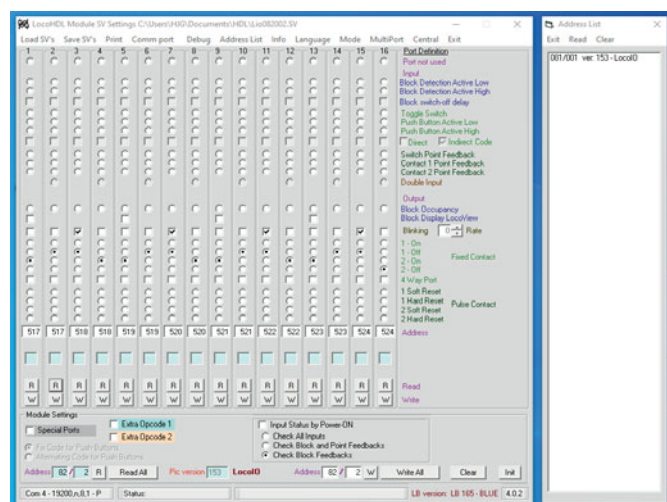 LocoHDL Module SV Settings C:\Users\HJG\Documents\HDL\Lio082002.SV
Load SV's Save SV's Print Comm port Debug Address List Info Language Mode MultiPort Central Exit
1 2 3 4 5 6 7 8 9 10 11 12 13 14 15 16 Port Definition
Port not used
Input
Block Detection Active Low
Block Detection Active High
Block switch-off delay
Toggle Switch
Push Button Active Low
Push Button Active High
Direct Indirect Code
Switch Point Feedback
Contact 1 Point Feedback
Contact 2 Point Feedback
Double Input
Output
Block Occupancy
Block Display LocoView
Blinking 0 Rate
1 - On
1 - Off
2 - On
2 - Off
Fixed Contact
4 Way Port
1 Soft Reset
1 Hard Reset
2 Soft Reset
2 Hard Reset
Pulse Contact
517 517 518 518 519 519 520 520 521 521 522 522 523 523 524 524 Address
R R R R R R R R R R R R R R R R Read
W W W W W W W W W W W W W W W W Write
Module Settings
Special Ports
Extra Opcode 1
Extra Opcode 2
Fix Code for Push Buttons
Alternating Code for Push Buttons
Input Status by Power-ON
Check All Inputs
Check Block and Point Feedbacks
Check Block Feedbacks
Address 82 / 2 R Read All Pic version 153 LocoIO Address 82 / 2 W Write All Clear Init
Com 4 - 19200,n,8,1 - P Status: LB version: LB 165 - BLUE 4.0.2
Address List
Exit Read Clear
081/001 ver: 153 - LocoIO